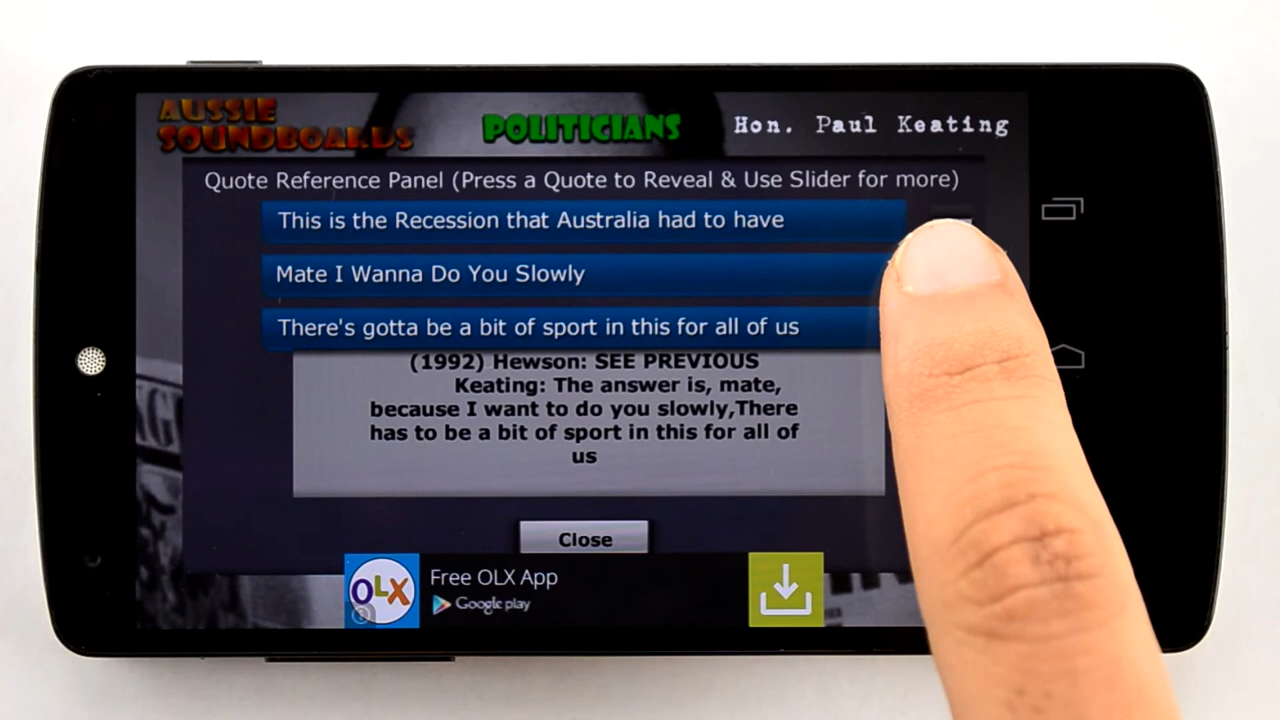 AUSSIE
SOUNDBOARDS
POLITICIANS
Hon. Paul Keating
Quote Reference Panel (Press a Quote to Reveal & Use Slider for more)
This is the Recession that Australia had to have
Mate I Wanna Do You Slowly
There's gotta be a bit of sport in this for all of us
(1992) Hewson: SEE PREVIOUS
Keating: The answer is, mate,
because I want to do you slowly,There
has to be a bit of sport in this for all of
us
Close
OLX
Free OLX App
Google play